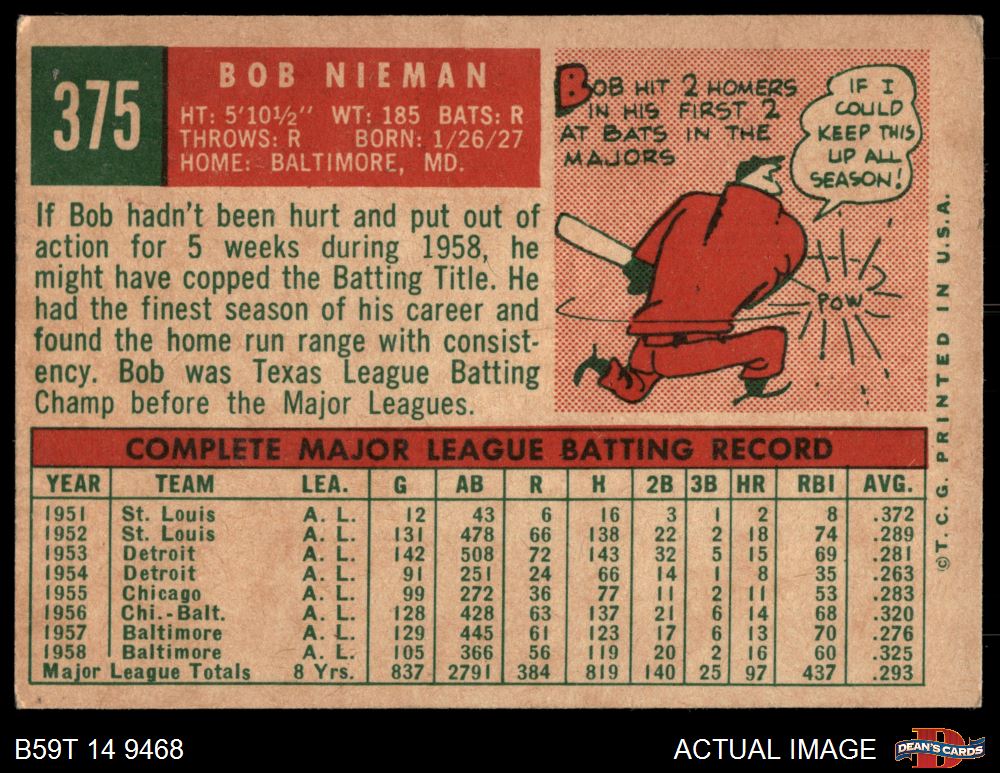 375
BOB NIEMAN
HT: 5'10½" WT: 185 BATS: R
THROWS: R BORN: 1/26/27
HOME: BALTIMORE, MD.
BOB HIT 2 HOMERS
IN HIS FIRST 2
AT BATS IN THE
MAJORS
IF I
COULD
KEEP THIS
UP ALL
SEASON!
POW
If Bob hadn't been hurt and put out of
action for 5 weeks during 1958, he
might have copped the Batting Title. He
had the finest season of his career and
found the home run range with consist-
ency. Bob was Texas League Batting
Champ before the Major Leagues.
COMPLETE MAJOR LEAGUE BATTING RECORD
YEAR TEAM LEA. G AB R H 2B 3B HR RBI AVG.
1951 St. Louis A. L. 12 43 6 16 3 1 2 8 .372
1952 St. Louis A. L. 131 478 66 138 22 2 18 74 .289
1953 Detroit A. L. 142 508 72 143 32 5 15 69 .281
1954 Detroit A. L. 91 251 24 66 14 1 8 35 .263
1955 Chicago A. L. 99 272 36 77 11 2 11 53 .283
1956 Chi.-Balt. A. L. 128 428 63 137 21 6 14 68 .320
1957 Baltimore A. L. 129 445 61 123 17 6 13 70 .276
1958 Baltimore A. L. 105 366 56 119 20 2 16 60 .325
Major League Totals 8 Yrs. 837 2791 384 819 140 25 97 437 .293
©T. C. G. PRINTED IN U.S.A.
B59T 14 9468
ACTUAL IMAGE
D
DEAN'S CARDS
WWW.DEANSCARDS.COM